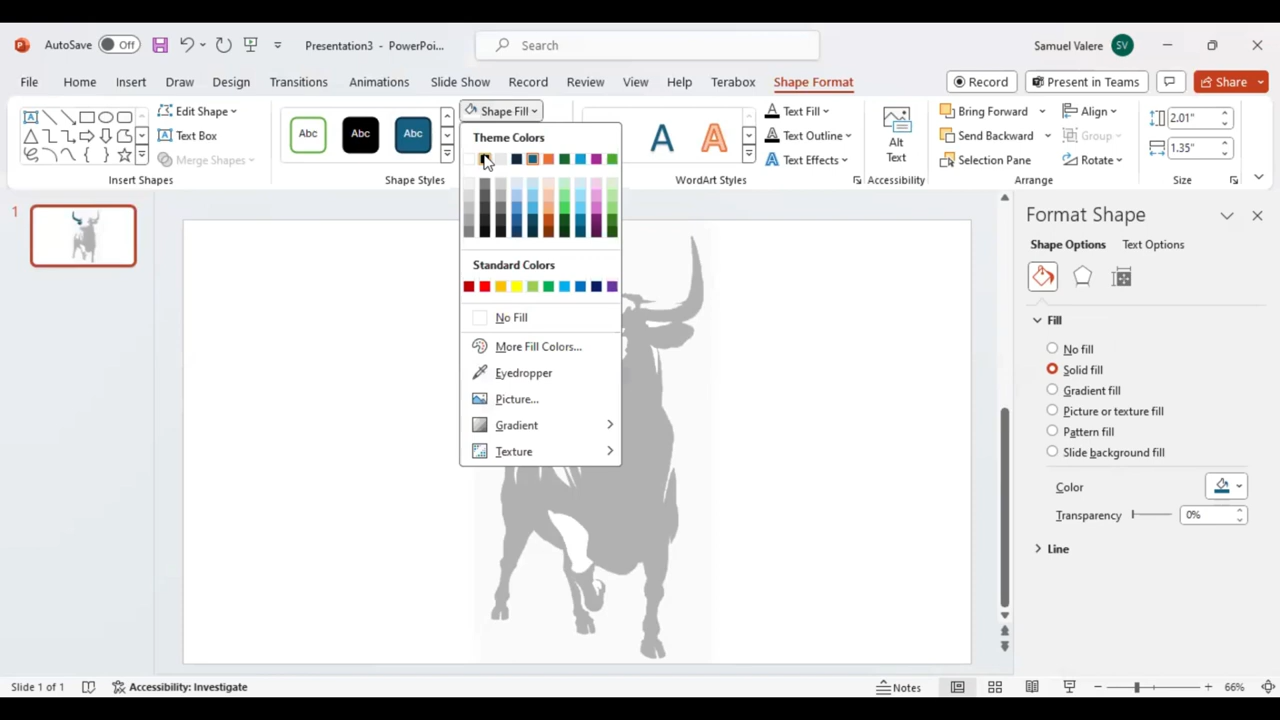 AutoSave Off Presentation3 - PowerPoi... Search Samuel Valere SV
File Home Insert Draw Design Transitions Animations Slide Show Record Review View Help Terabox Shape Format Record Present in Teams Share
Edit Shape
Text Box
Merge Shapes
Insert Shapes
Abc Abc Abc
Shape Styles
Shape Fill
Theme Colors
Standard Colors
No Fill
More Fill Colors...
Eyedropper
Picture...
Gradient
Texture
A A
WordArt Styles
Text Fill
Text Outline
Text Effects
Alt
Text
Accessibility
Bring Forward
Send Backward
Selection Pane
Align
Group
Rotate
Arrange
2.01"
1.35"
Size
1
Format Shape
Shape Options Text Options
Fill
No fill
Solid fill
Gradient fill
Picture or texture fill
Pattern fill
Slide background fill
Color
Transparency 0%
Line
Slide 1 of 1 Accessibility: Investigate Notes 66%